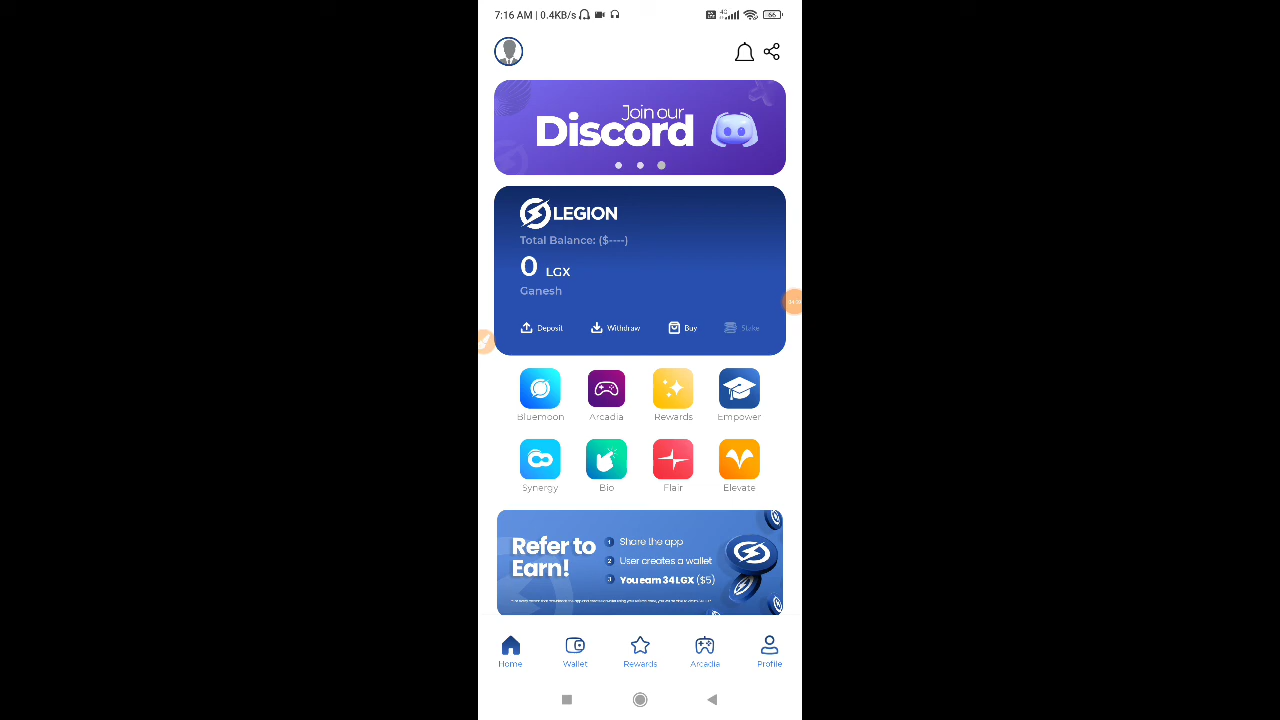 7:16 AM | 0.4KB/s
4G
66
Join our
Discord
LEGION
Total Balance: ($----)
0 LGX
Ganesh
Deposit Withdraw Buy Stake
Bluemoon Arcadia Rewards Empower
Synergy Bio Flair Elevate
Refer to
Earn!
1 Share the app
2 User creates a wallet
3 You earn 34 LGX ($5)
Home Wallet Rewards Arcadia Profile